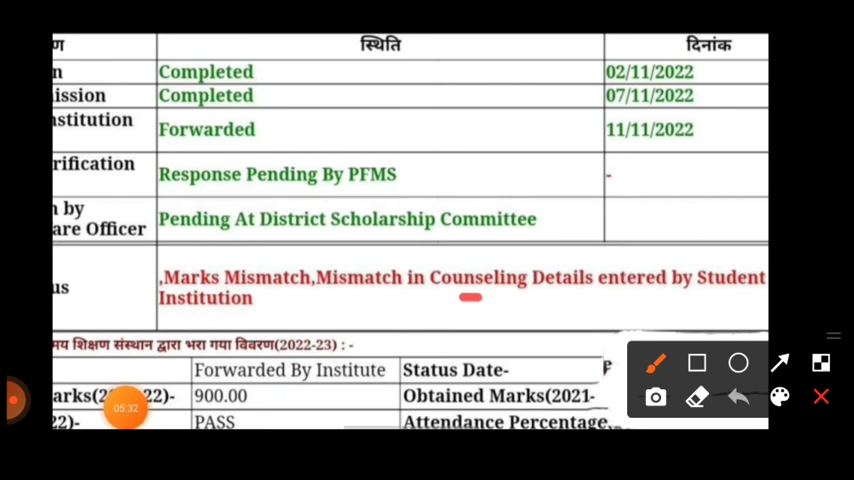 ण स्थिति दिनांक
n Completed 02/11/2022
ission Completed 07/11/2022
nstitution
Forwarded 11/11/2022
rification
Response Pending By PFMS -
n by
are Officer Pending At District Scholarship Committee
us ,Marks Mismatch,Mismatch in Counseling Details entered by Student
Institution
मय शिक्षण संस्थान द्वारा भरा गया विवरण(2022-23) : -
Forwarded By Institute Status Date-
arks(2 22)- 900.00 Obtained Marks(2021-
22)- PASS Attendance Percentage
05:32